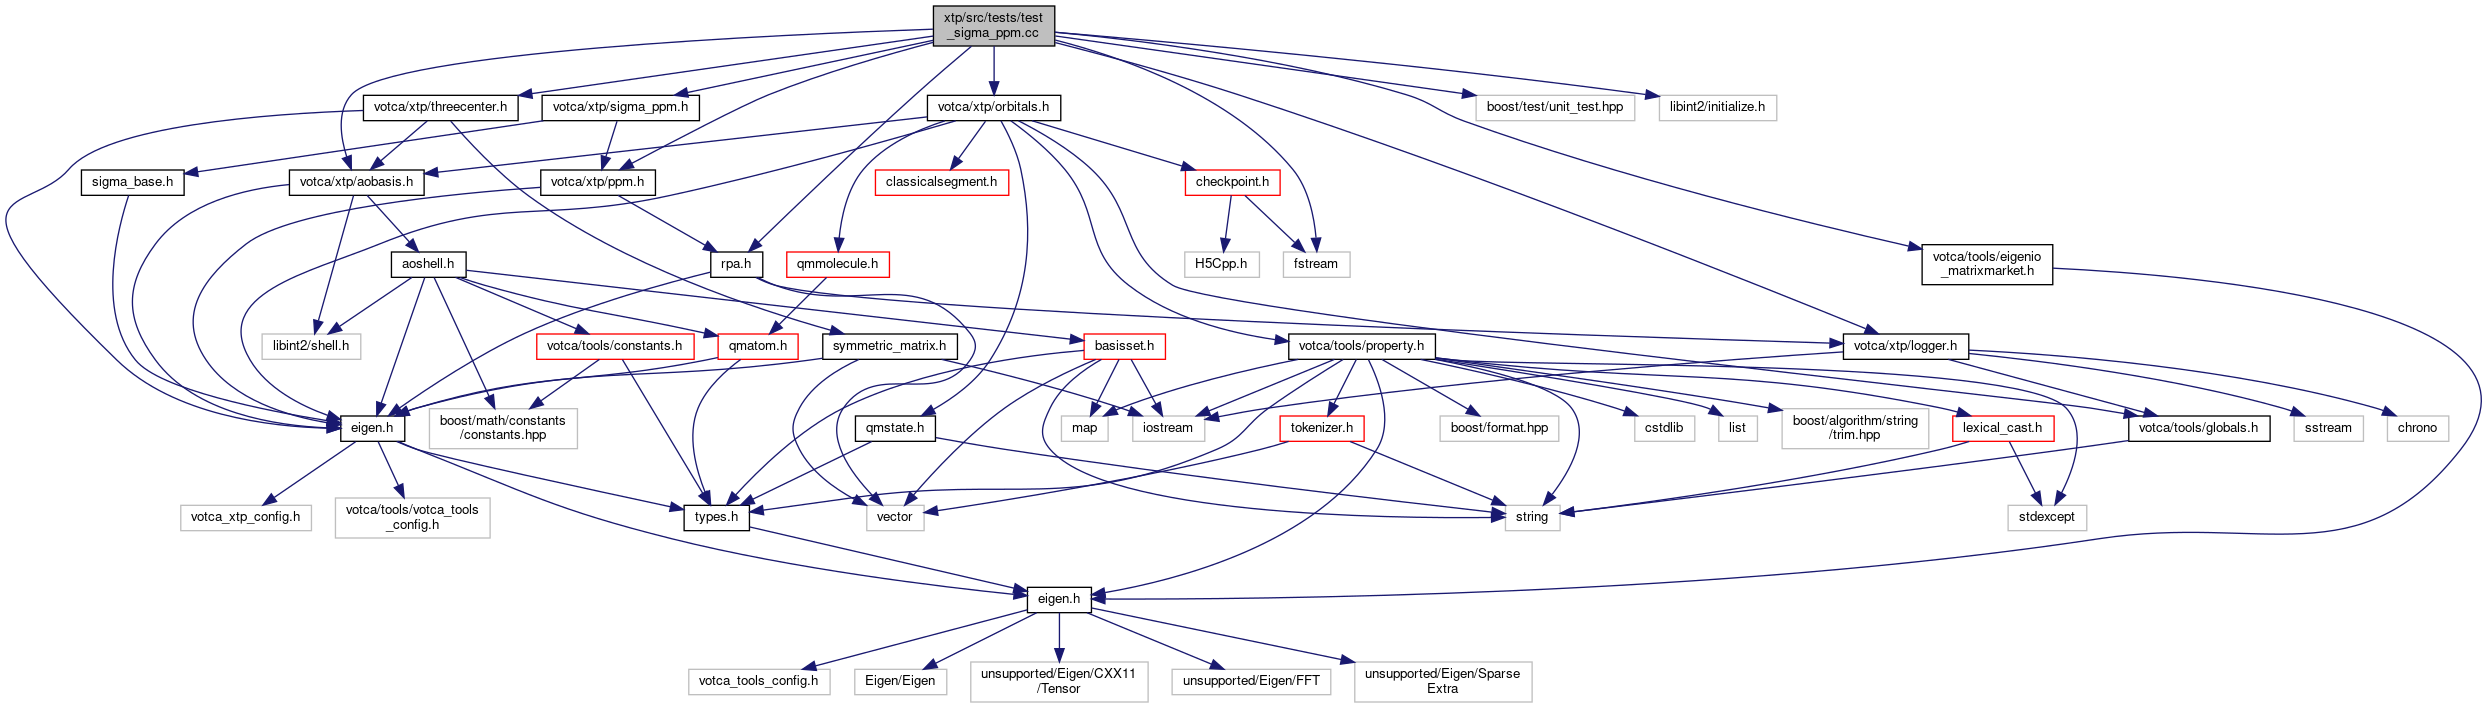 xtp/src/tests/test
_sigma_ppm.cc
votca/xtp/threecenter.h
votca/xtp/sigma_ppm.h
votca/xtp/orbitals.h
boost/test/unit_test.hpp
libint2/initialize.h
sigma_base.h
votca/xtp/aobasis.h
votca/xtp/ppm.h
classicalsegment.h
checkpoint.h
aoshell.h
rpa.h
qmmolecule.h
H5Cpp.h
fstream
votca/tools/eigenio
_matrixmarket.h
libint2/shell.h
votca/tools/constants.h
qmatom.h
symmetric_matrix.h
basisset.h
votca/tools/property.h
votca/xtp/logger.h
eigen.h
boost/math/constants
/constants.hpp
qmstate.h
map
iostream
tokenizer.h
boost/format.hpp
cstdlib
list
boost/algorithm/string
/trim.hpp
lexical_cast.h
votca/tools/globals.h
sstream
chrono
votca_xtp_config.h
votca/tools/votca_tools
_config.h
types.h
vector
string
stdexcept
eigen.h
votca_tools_config.h
Eigen/Eigen
unsupported/Eigen/CXX11
/Tensor
unsupported/Eigen/FFT
unsupported/Eigen/Sparse
Extra